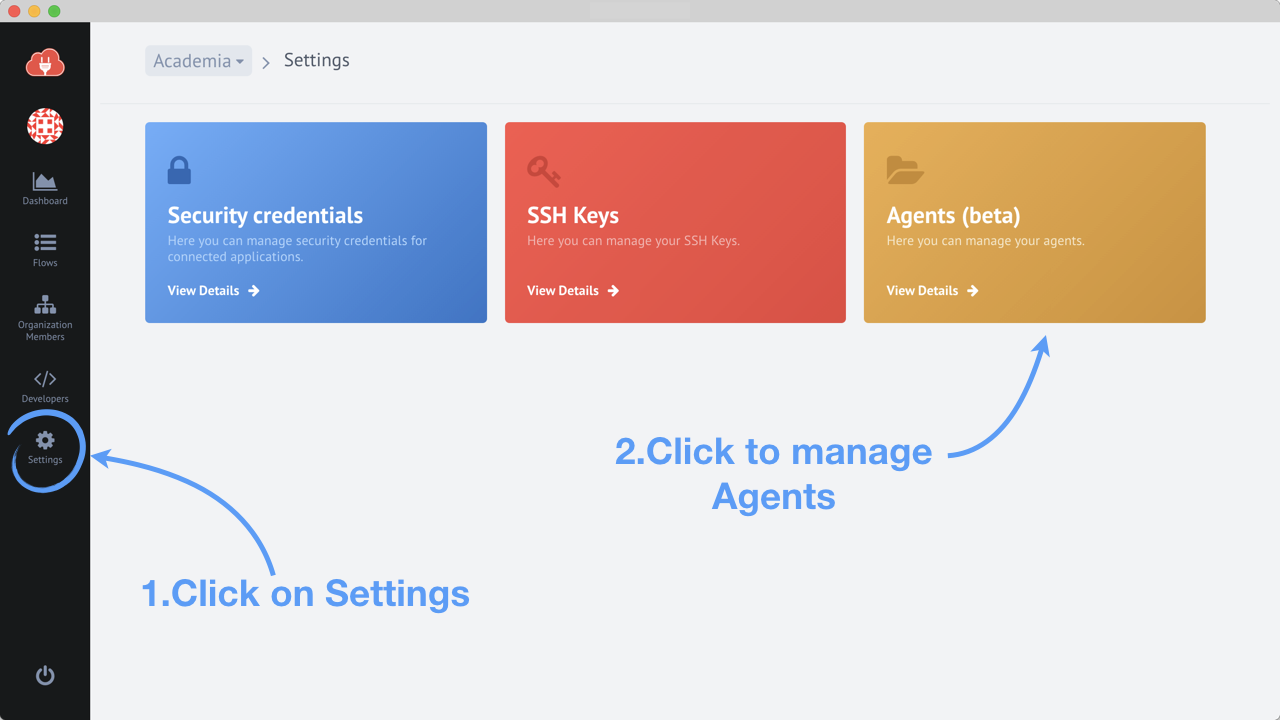 Academia
Settings
Dashboard
Flows
Organization
Members
Developers
Settings
Security credentials
Here you can manage security credentials for
connected applications.
View Details
SSH Keys
Here you can manage your SSH Keys.
View Details
Agents (beta)
Here you can manage your agents.
View Details
2.Click to manage
Agents
1.Click on Settings